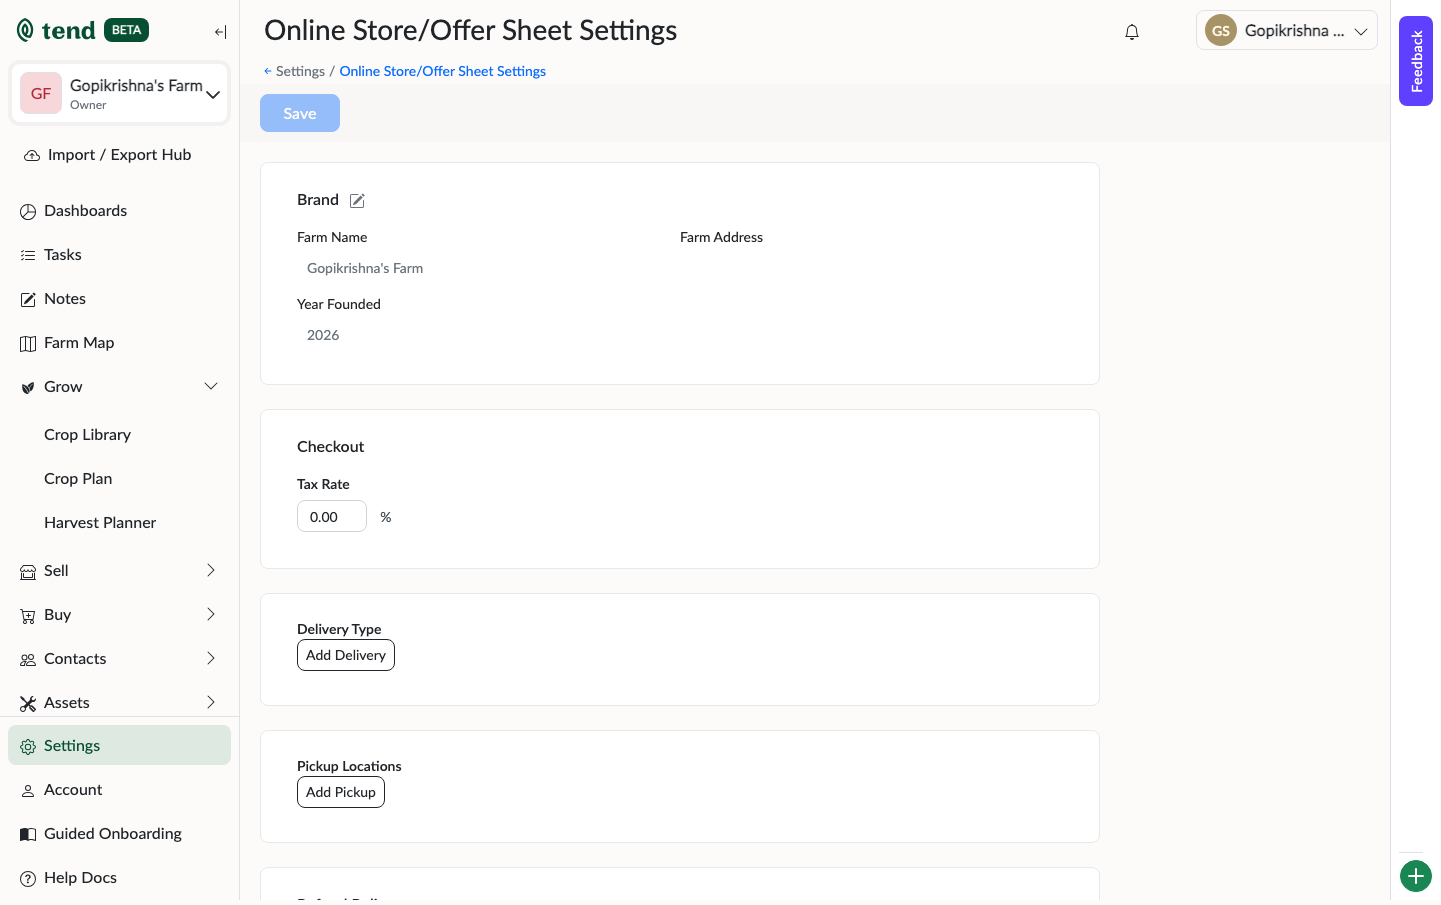 tend BETA
GF Gopikrishna's Farm
Owner
Import / Export Hub
Dashboards
Tasks
Notes
Farm Map
Grow
Crop Library
Crop Plan
Harvest Planner
Sell
Buy
Contacts
Assets
Settings
Account
Guided Onboarding
Help Docs
Online Store/Offer Sheet Settings
GS Gopikrishna ...
← Settings / Online Store/Offer Sheet Settings
Save
Brand
Farm Name Farm Address
Gopikrishna's Farm
Year Founded
2026
Checkout
Tax Rate
0.00 %
Delivery Type
Add Delivery
Pickup Locations
Add Pickup
Feedback